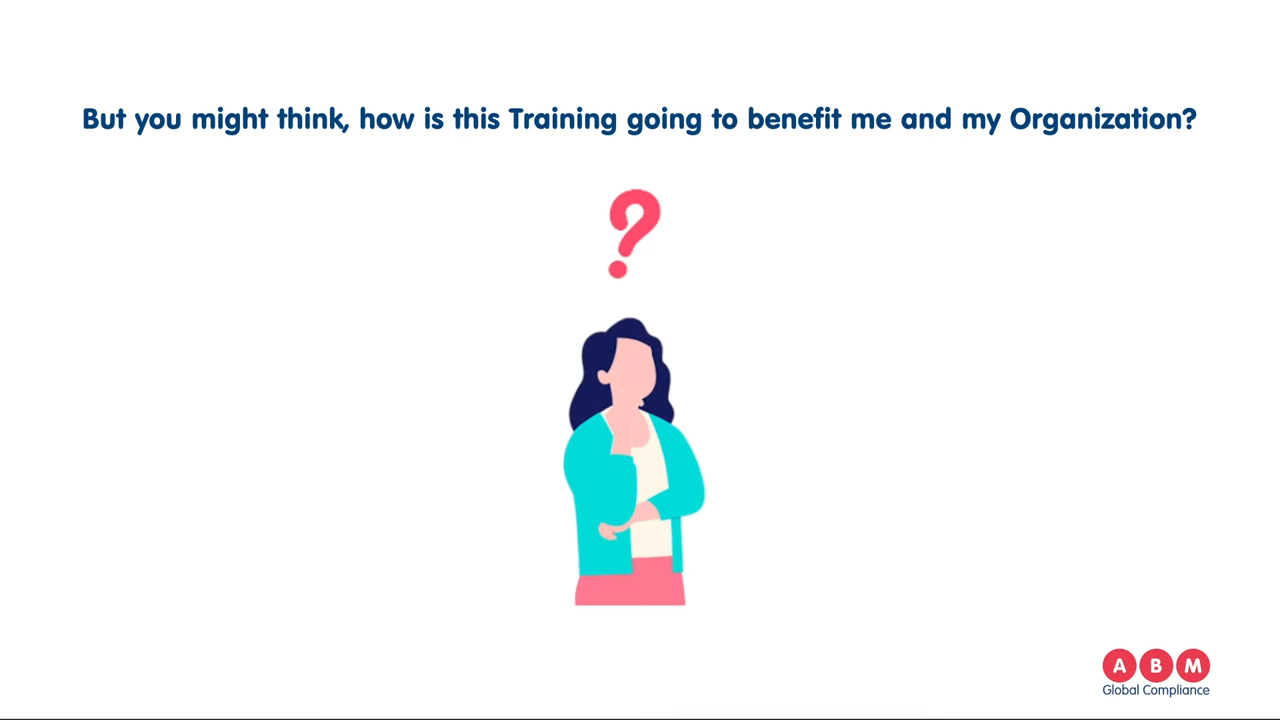 But you might think, how is this Training going to benefit me and my Organization?
?
A B M
Global Compliance